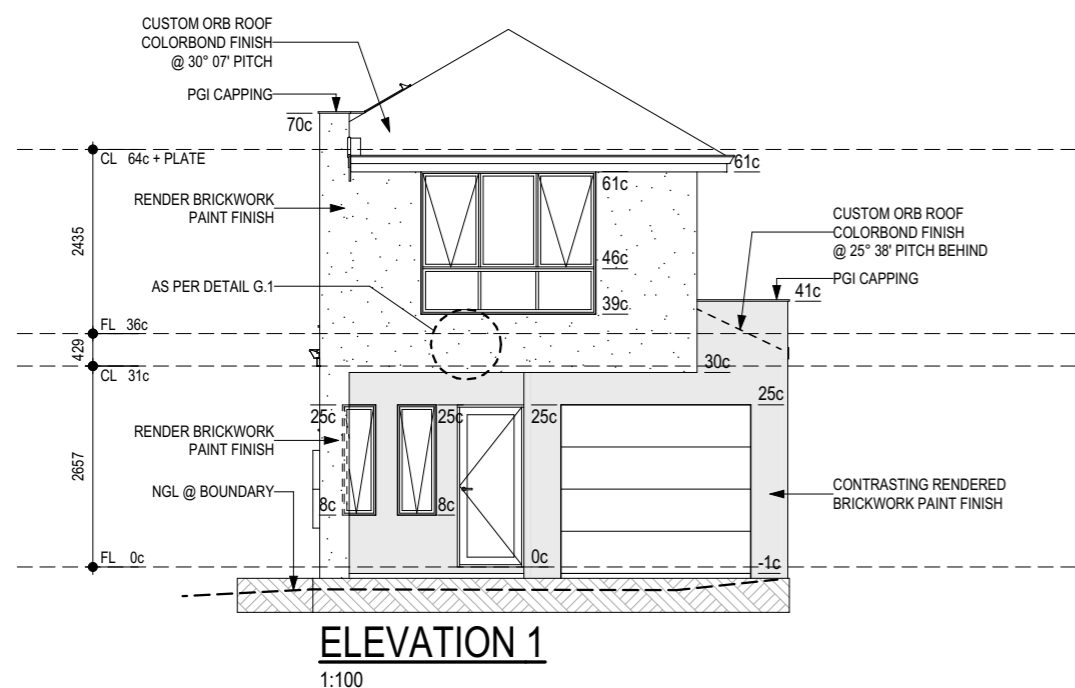 CUSTOM ORB ROOF
COLORBOND FINISH
@ 30° 07' PITCH
PGI CAPPING
70c
CL 64c + PLATE
61c
61c
RENDER BRICKWORK
PAINT FINISH
CUSTOM ORB ROOF
COLORBOND FINISH
@ 25° 38' PITCH BEHIND
2435
46c
PGI CAPPING
AS PER DETAIL G.1
39c
41c
FL 36c
429
30c
CL 31c
25c
25c
25c
25c
RENDER BRICKWORK
PAINT FINISH
2657
NGL @ BOUNDARY
8c
8c
CONTRASTING RENDERED
BRICKWORK PAINT FINISH
FL 0c
0c
-1c
ELEVATION 1
1:100